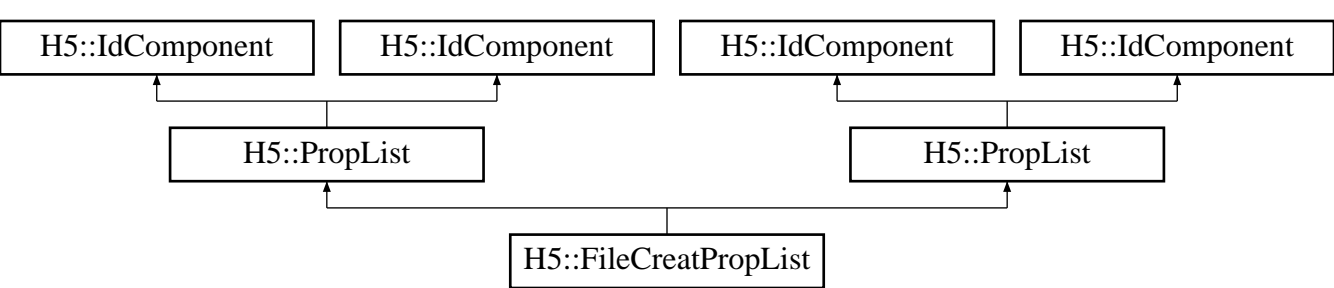 H5::IdComponent H5::IdComponent H5::IdComponent H5::IdComponent
H5::PropList H5::PropList
H5::FileCreatPropList